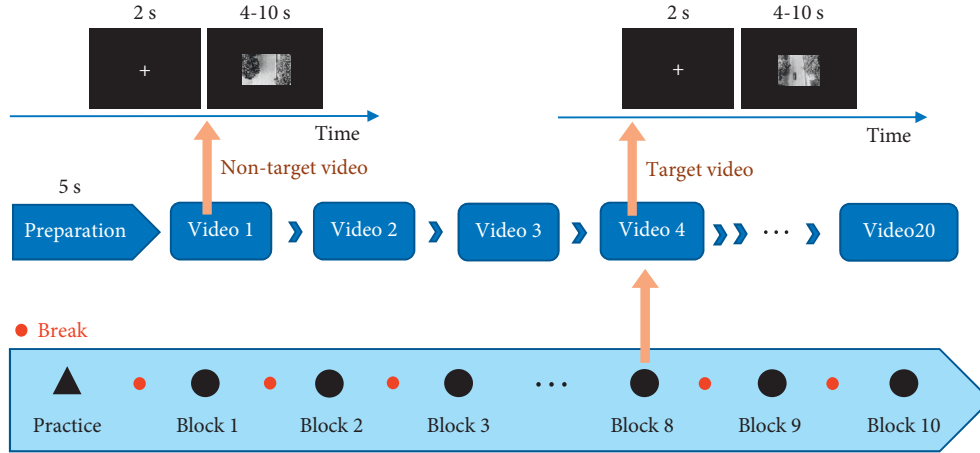 2 s
4-10 s
2 s
4-10 s
+
+
Time
Time
Non-target video
Target video
5 s
Preparation
Video 1
Video 2
Video 3
Video 4
...
Video20
Break
...
Practice
Block 1
Block 2
Block 3
Block 8
Block 9
Block 10